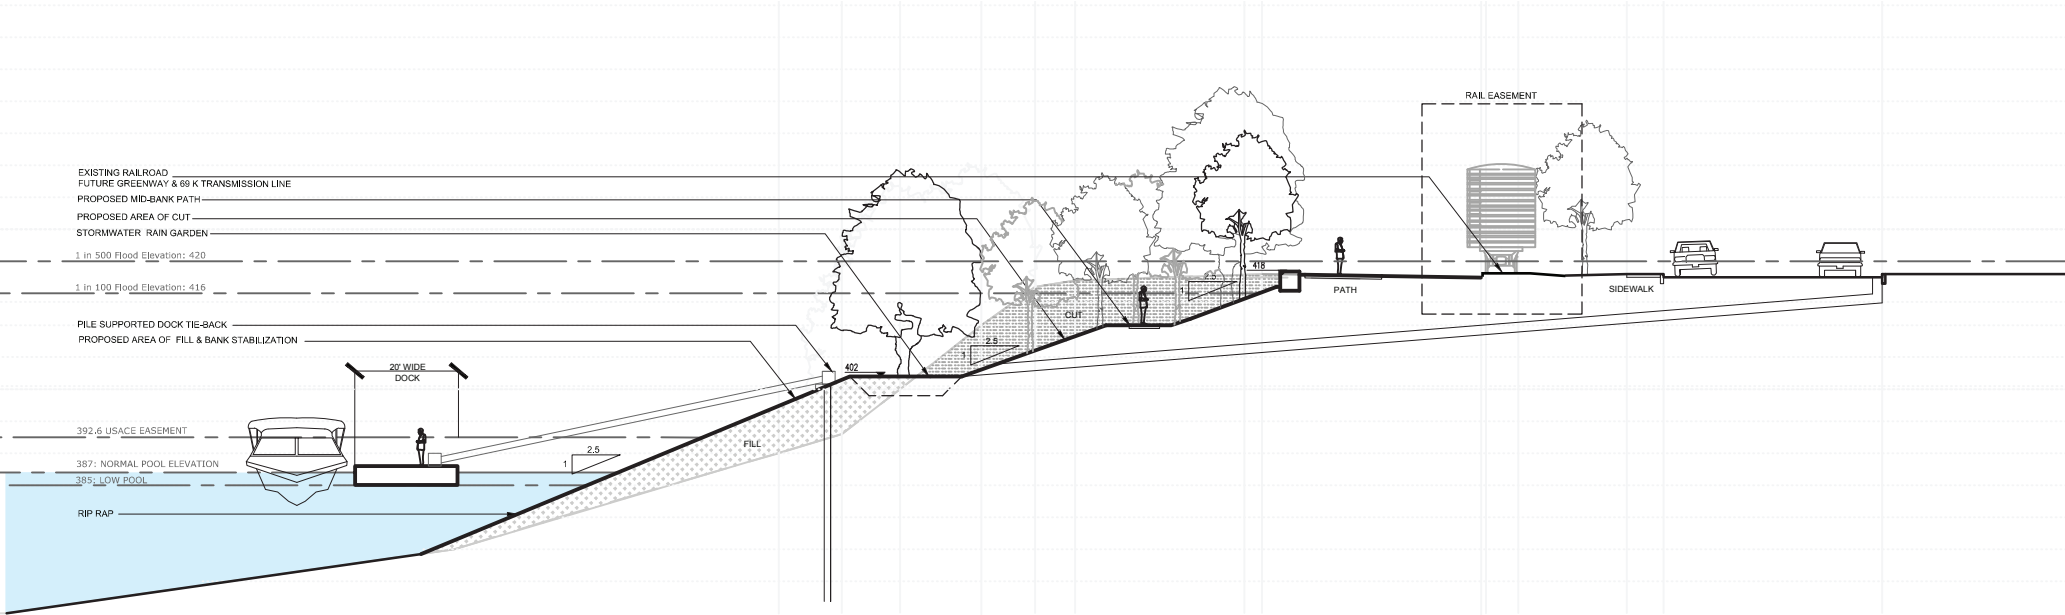 RAIL EASEMENT
EXISTING RAILROAD
FUTURE GREENWAY & 69 K TRANSMISSION LINE
PROPOSED MID-BANK PATH
PROPOSED AREA OF CUT
STORMWATER RAIN GARDEN
1 in 500 Flood Elevation: 420
418
2.5
1
1 in 100 Flood Elevation: 416
PATH
SIDEWALK
CUT
PILE SUPPORTED DOCK TIE-BACK
PROPOSED AREA OF FILL & BANK STABILIZATION
2.5
1
20' WIDE
DOCK
402
392.6 USACE EASEMENT
FILL
2.5
1
387: NORMAL POOL ELEVATION
385: LOW POOL
RIP RAP